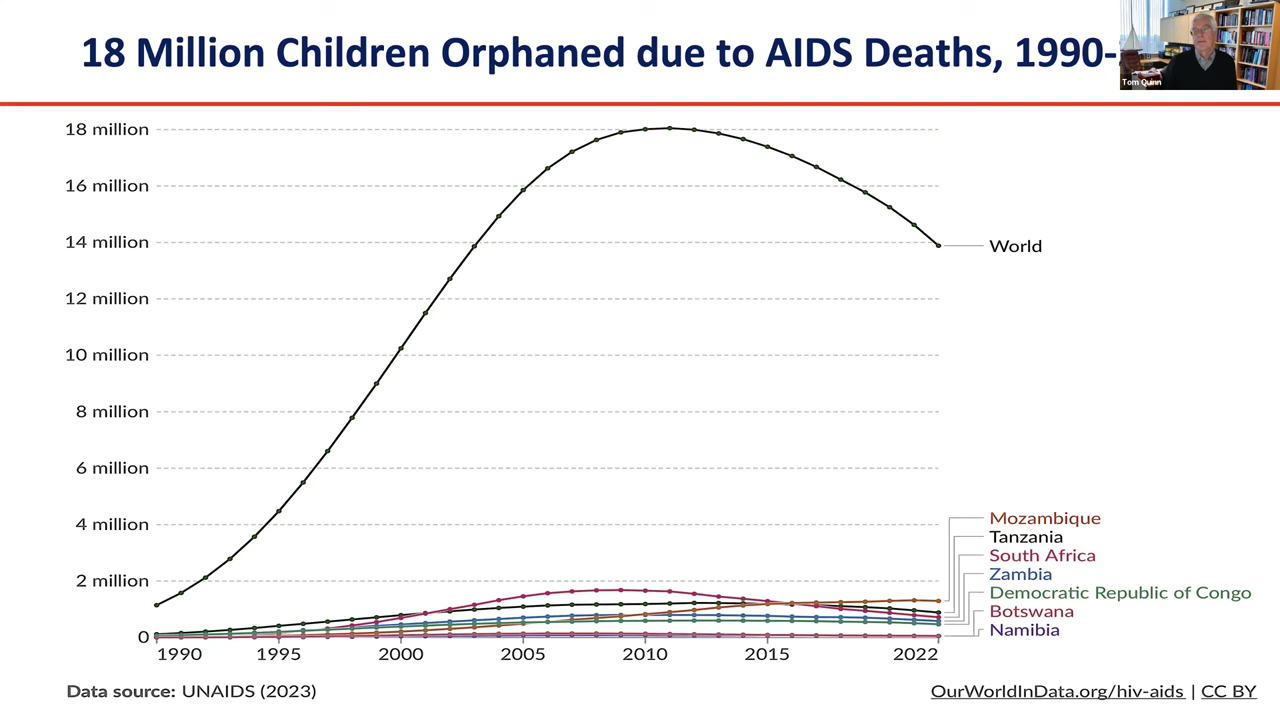 18 Million Children Orphaned due to AIDS Deaths, 1990-
Tom Quinn
18 million
16 million
14 million
12 million
10 million
8 million
6 million
4 million
2 million
0
1990 1995 2000 2005 2010 2015 2022
World
Mozambique
Tanzania
South Africa
Zambia
Democratic Republic of Congo
Botswana
Namibia
Data source: UNAIDS (2023)
OurWorldInData.org/hiv-aids | CC BY